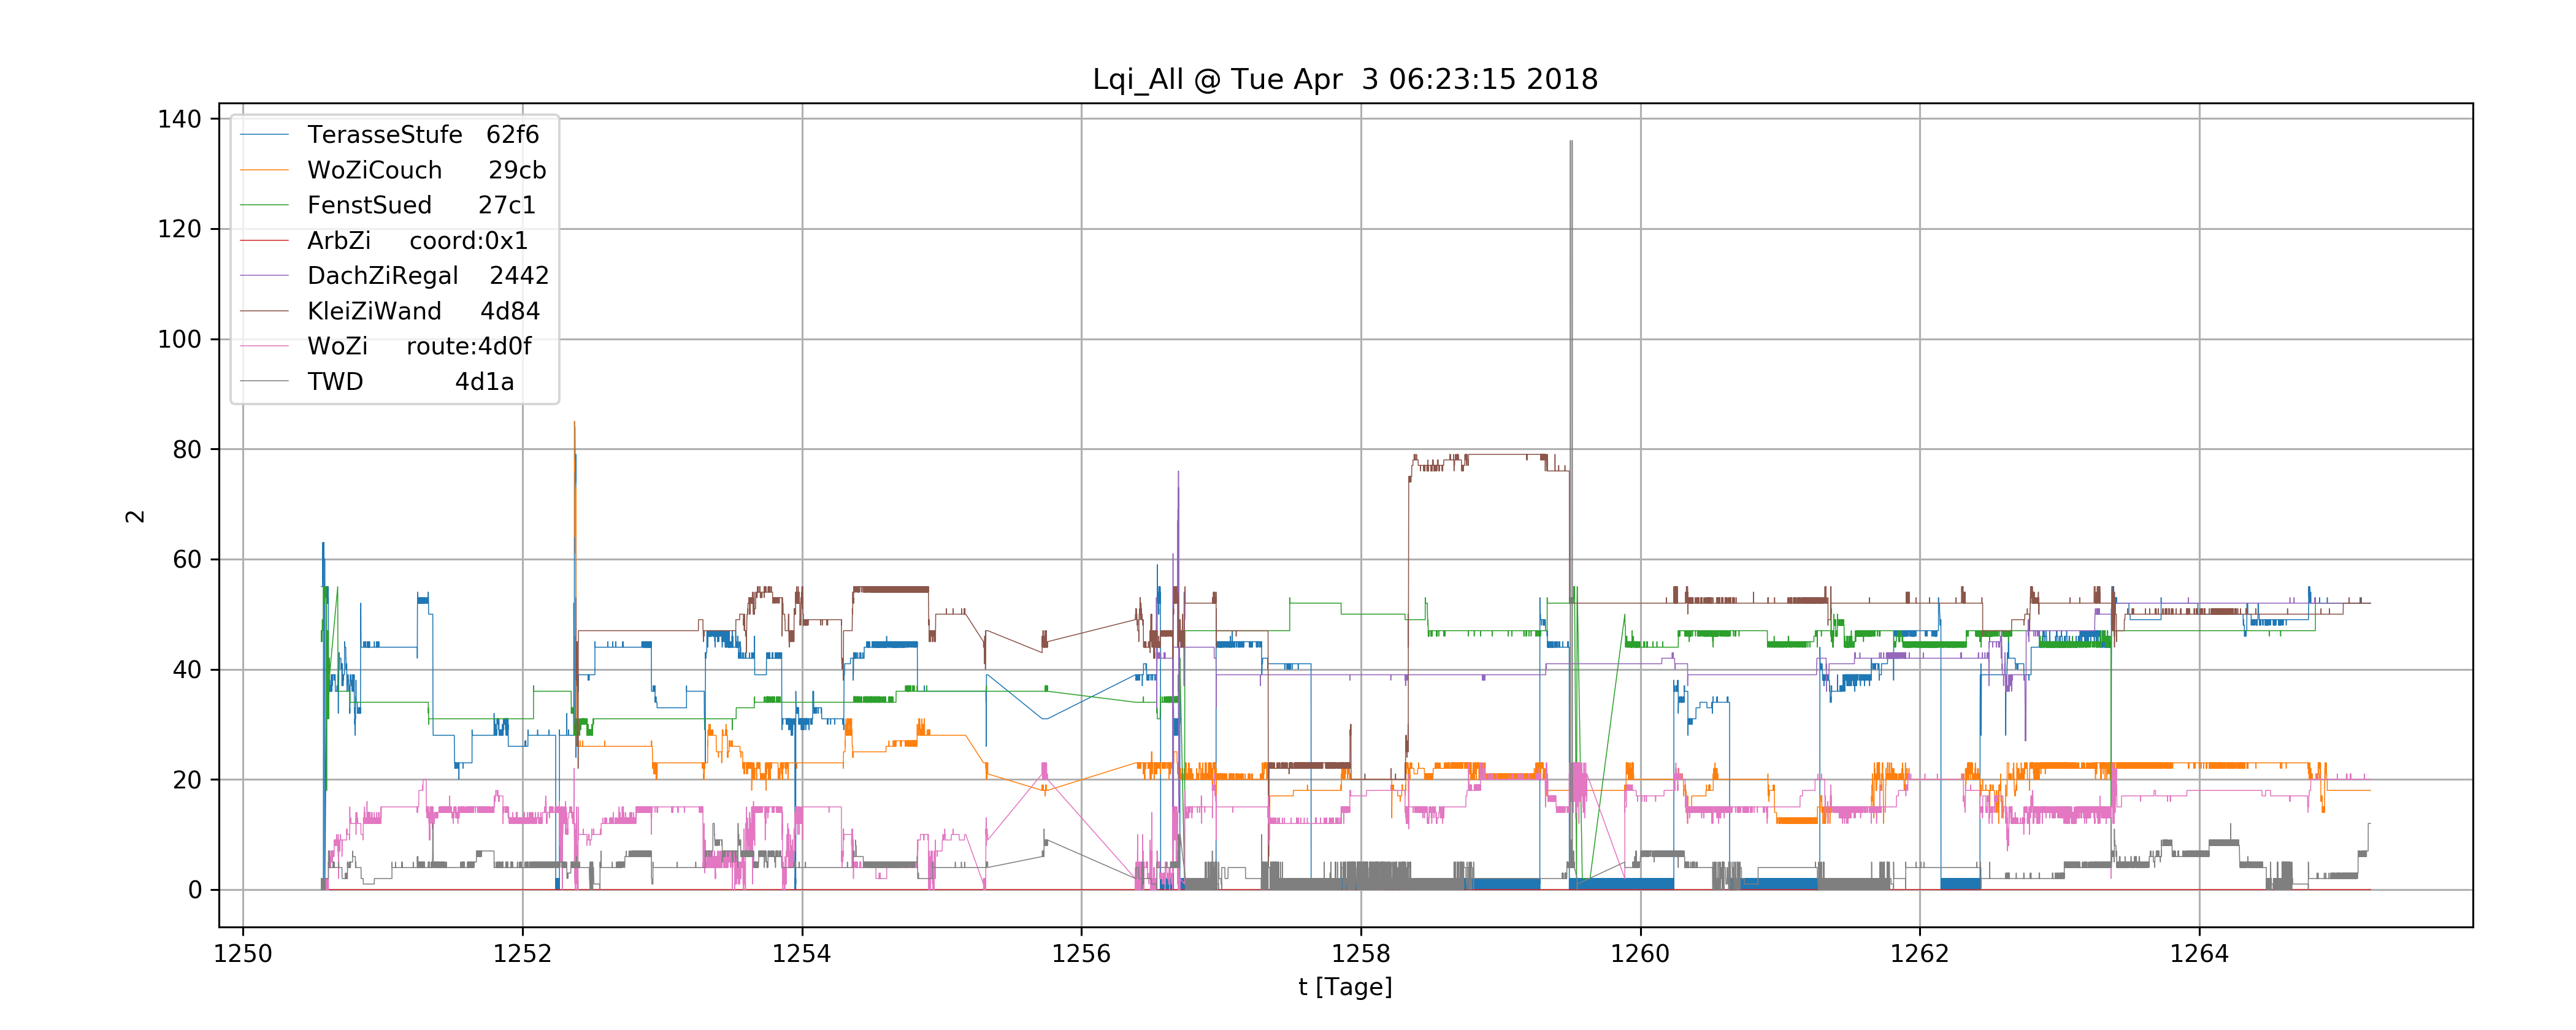 Lqi_All @ Tue Apr  3 06:23:15 2018
140
120
100
80
60
40
20
0
2
TerasseStufe   62f6
WoZiCouch      29cb
FenstSued      27c1
ArbZi     coord:0x1
DachZiRegal    2442
KleiZiWand     4d84
WoZi     route:4d0f
TWD            4d1a
1250 1252 1254 1256 1258 1260 1262 1264
t [Tage]